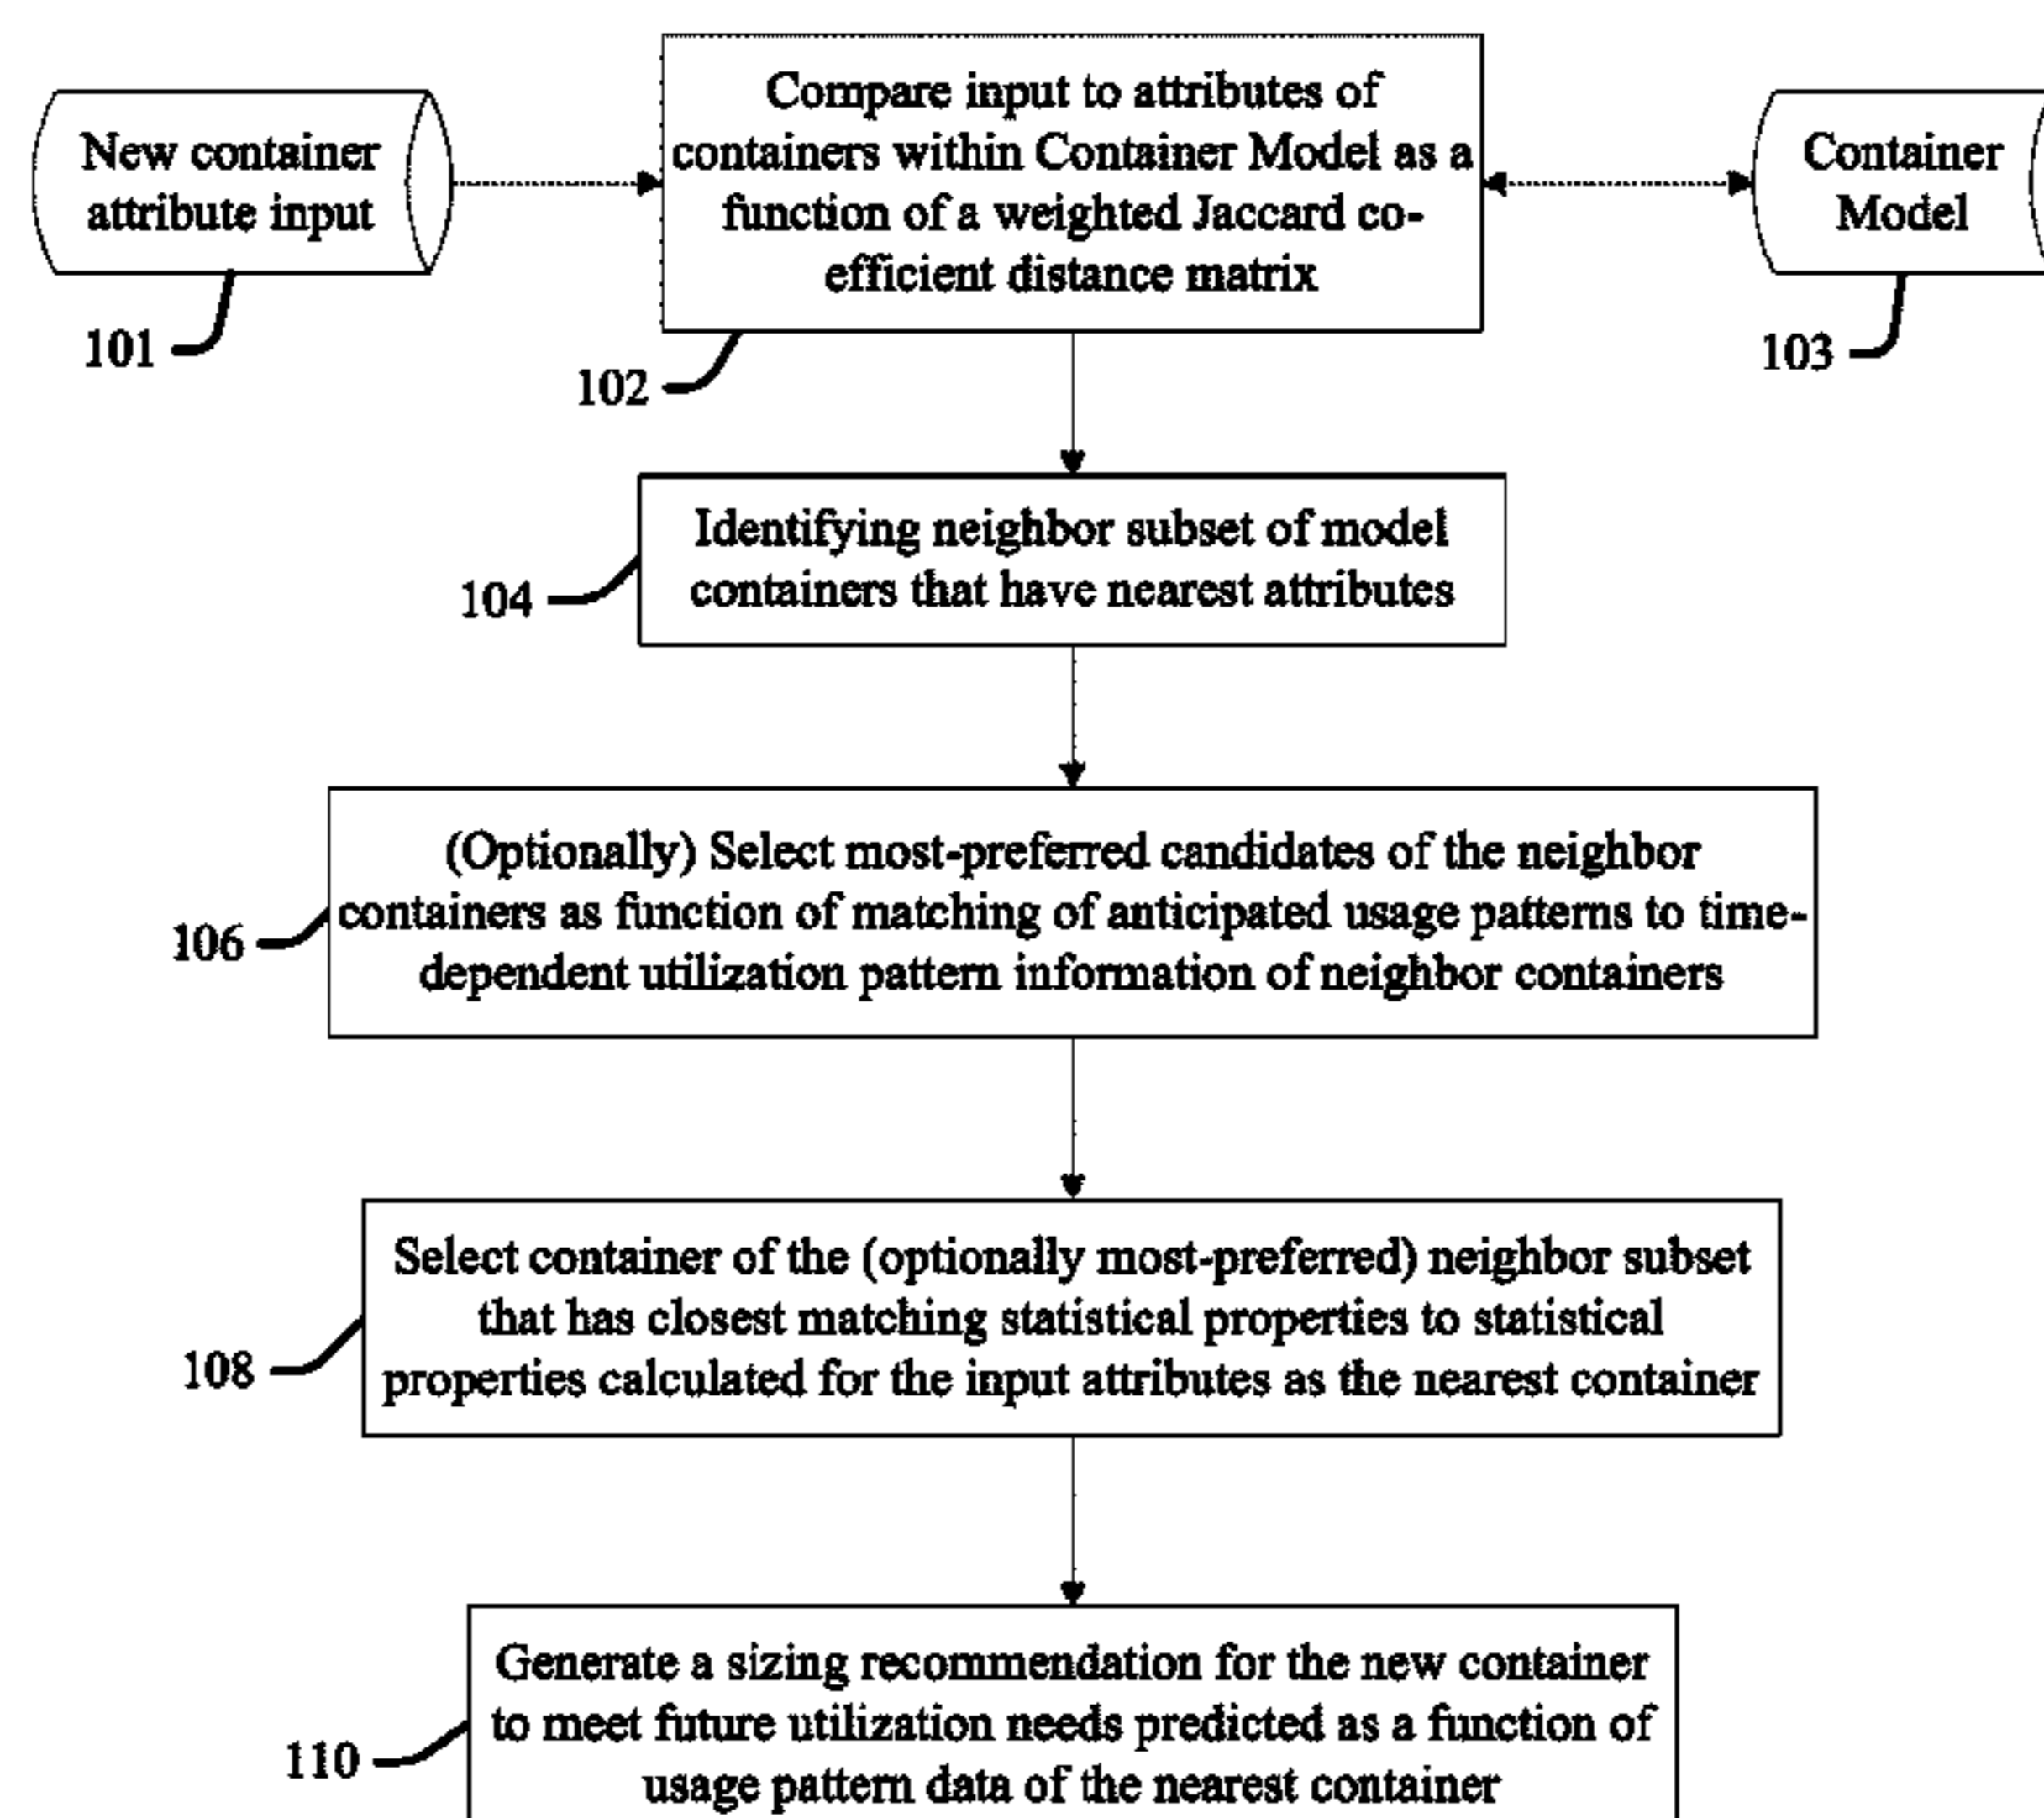 New container
attribute input
101
Compare input to attributes of
containers within Container Model as a
function of a weighted Jaccard co-
efficient distance matrix
102
Container
Model
103
Identifying neighbor subset of model
containers that have nearest attributes
104
(Optionally) Select most-preferred candidates of the neighbor
containers as function of matching of anticipated usage patterns to time-
dependent utilization pattern information of neighbor containers
106
Select container of the (optionally most-preferred) neighbor subset
that has closest matching statistical properties to statistical
properties calculated for the input attributes as the nearest container
108
Generate a sizing recommendation for the new container
to meet future utilization needs predicted as a function of
usage pattern data of the nearest container
110